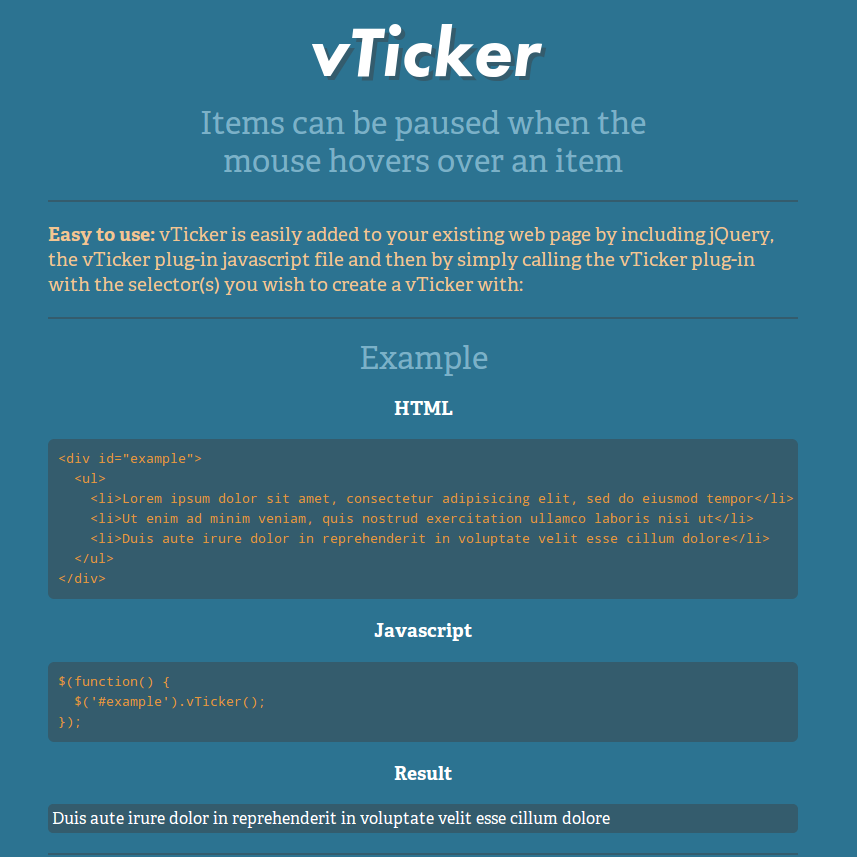 vTicker
Items can be paused when the
mouse hovers over an item
Easy to use: vTicker is easily added to your existing web page by including jQuery,
the vTicker plug-in javascript file and then by simply calling the vTicker plug-in
with the selector(s) you wish to create a vTicker with:
Example
HTML
<div id="example">
  <ul>
    <li>Lorem ipsum dolor sit amet, consectetur adipisicing elit, sed do eiusmod tempor</li>
    <li>Ut enim ad minim veniam, quis nostrud exercitation ullamco laboris nisi ut</li>
    <li>Duis aute irure dolor in reprehenderit in voluptate velit esse cillum dolore</li>
  </ul>
</div>
Javascript
$(function() {
  $('#example').vTicker();
});
Result
Duis aute irure dolor in reprehenderit in voluptate velit esse cillum dolore